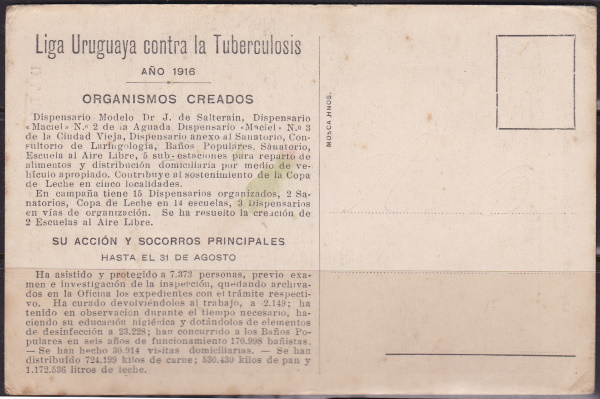 Liga Uruguaya contra la Tuberculosis
AÑO 1916
ORGANISMOS CREADOS
Dispensario Modelo Dr J. de Salterain, Dispensario
«Maciel» N.º 2 de la Aguada Dispensario «Maciel» N.º 3
de la Ciudad Vieja, Dispensario anexo al Sanatorio, Con-
sultorio de Laringología, Baños Populares, Sanatorio,
Escuela al Aire Libre, 5 sub-estaciones para reparto de
alimentos y distribución domiciliaria por medio de ve-
hículo apropiado. Contribuye al sostenimiento de la Copa
de Leche en cinco localidades.
En campaña tiene 15 Dispensarios organizados, 2 Sa-
natorios, Copa de Leche en 14 escuelas, 3 Dispensarios
en vías de organización. Se ha resuelto la creación de
2 Escuelas al Aire Libre.
SU ACCIÓN Y SOCORROS PRINCIPALES
HASTA EL 31 DE AGOSTO
Ha asistido y protegido a 7.373 personas, previo exa-
men e investigación de la inspección, quedando archiva-
dos en la Oficina los expedientes con el trámite respecti-
vo. Ha curado devolviéndolos al trabajo, a 2.149; ha
tenido en observacion durante el tiempo necesario, ha-
ciendo su educación higiénica y dotándolos de elementos
de desinfección a 23.228; han concurrido a los Baños Po-
pulares en seis años de funcionamiento 170.998 bañistas.
— Se han hecho 30.914 visitas domiciliarias. — Se han
distribuído 724.199 kilos de carne; 530.430 kilos de pan y
1.172.536 litros de leche.
MOSCA HNOS.